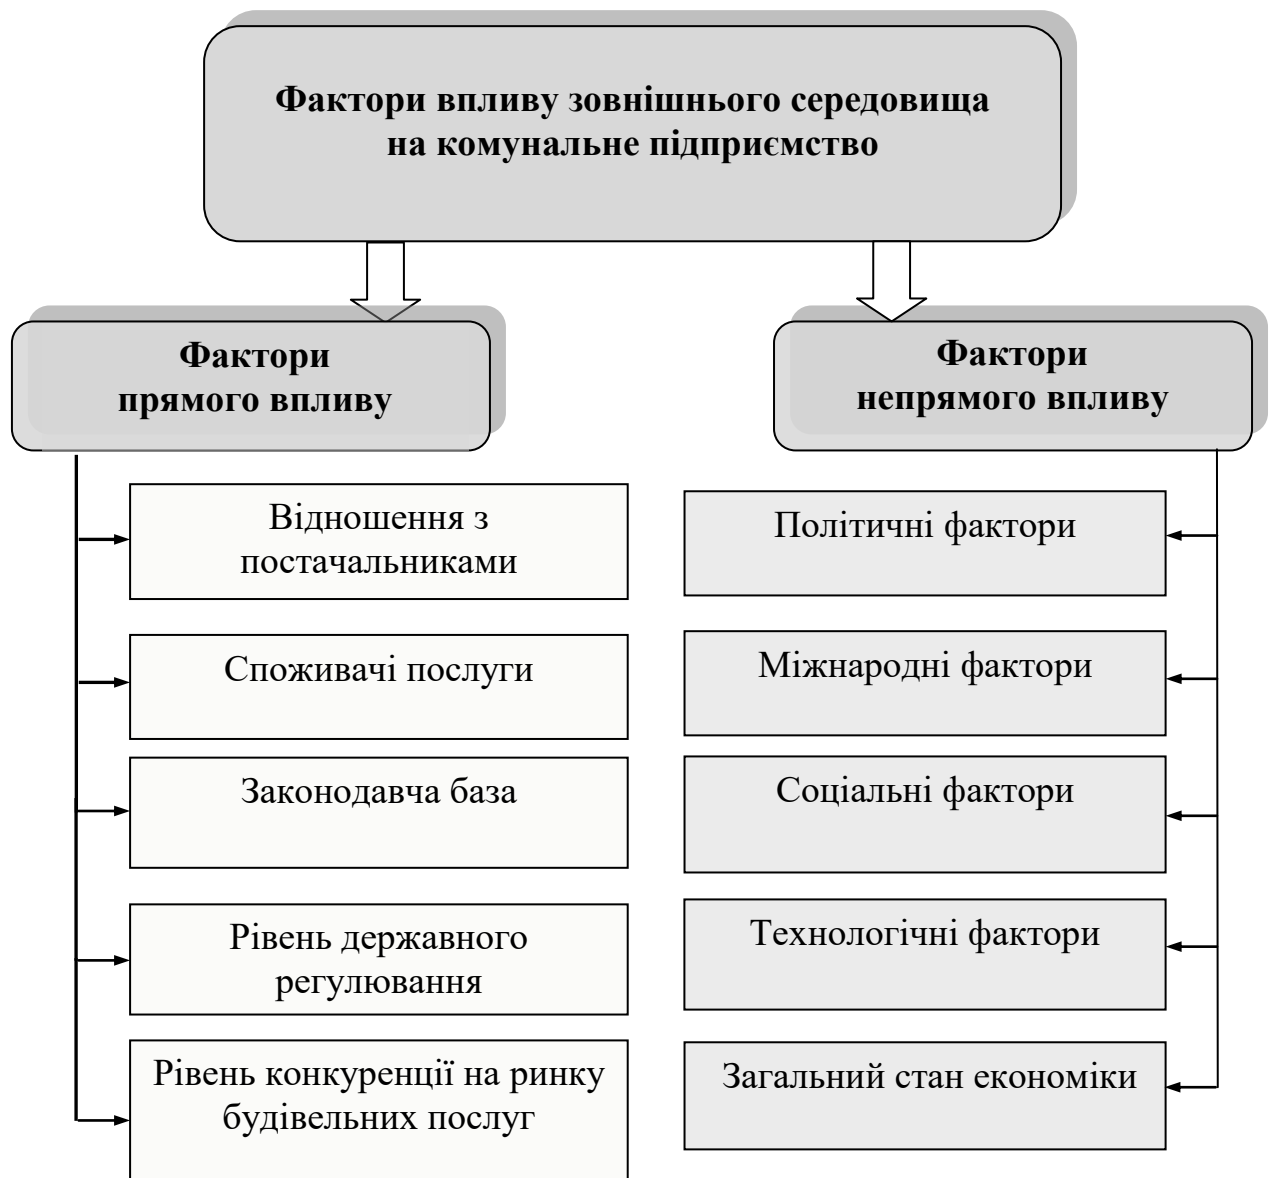 Фактори впливу зовнішнього середовища
на комунальне підприємство
Фактори
прямого впливу
Фактори
непрямого впливу
Відношення з
постачальниками
Споживачі послуги
Законодавча база
Рівень державного
регулювання
Рівень конкуренції на ринку
будівельних послуг
Політичні фактори
Міжнародні фактори
Соціальні фактори
Технологічні фактори
Загальний стан економіки